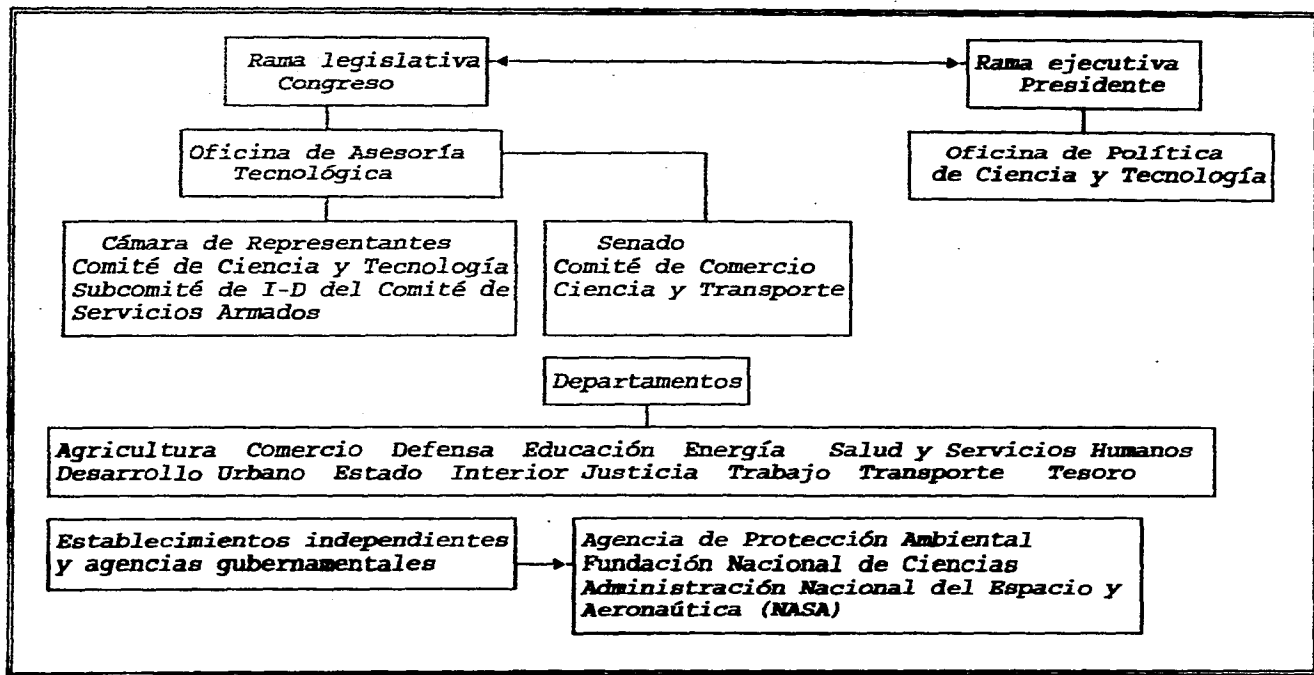 Rama legislativa
Congreso
Rama ejecutiva
Presidente
Oficina de Asesoría
Tecnológica
Oficina de Política
de Ciencia y Tecnología
Cámara de Representantes
Comité de Ciencia y Tecnología
Subcomité de I-D del Comité de
Servicios Armados
Senado
Comité de Comercio
Ciencia y Transporte
Departamentos
Agricultura Comercio Defensa Educación Energía Salud y Servicios Humanos
Desarrollo Urbano Estado Interior Justicia Trabajo Transporte Tesoro
Establecimientos independientes
y agencias gubernamentales
Agencia de Protección Ambiental
Fundación Nacional de Ciencias
Administración Nacional del Espacio y
Aeronaútica (NASA)